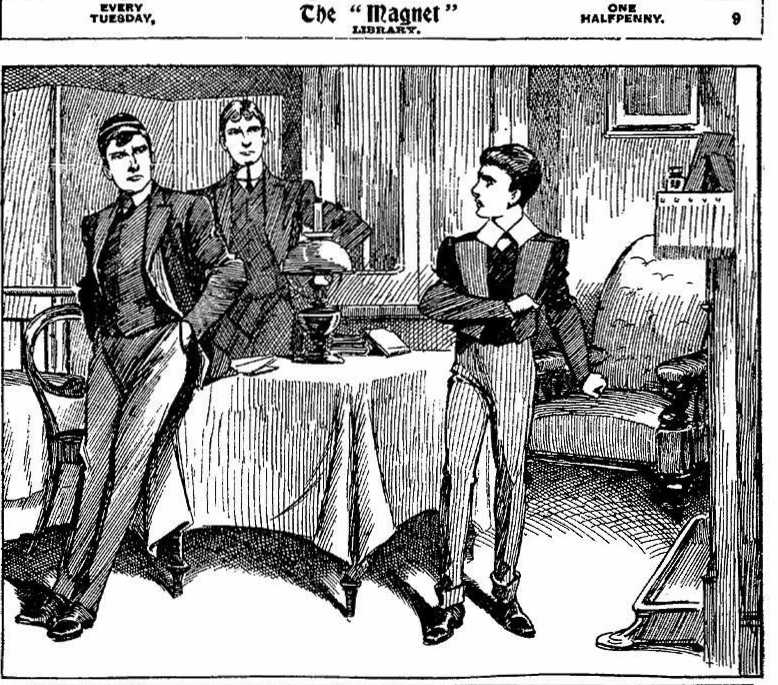 EVERY
TUESDAY,
The "Magnet"
LIBRARY.
ONE
HALFPENNY.
9